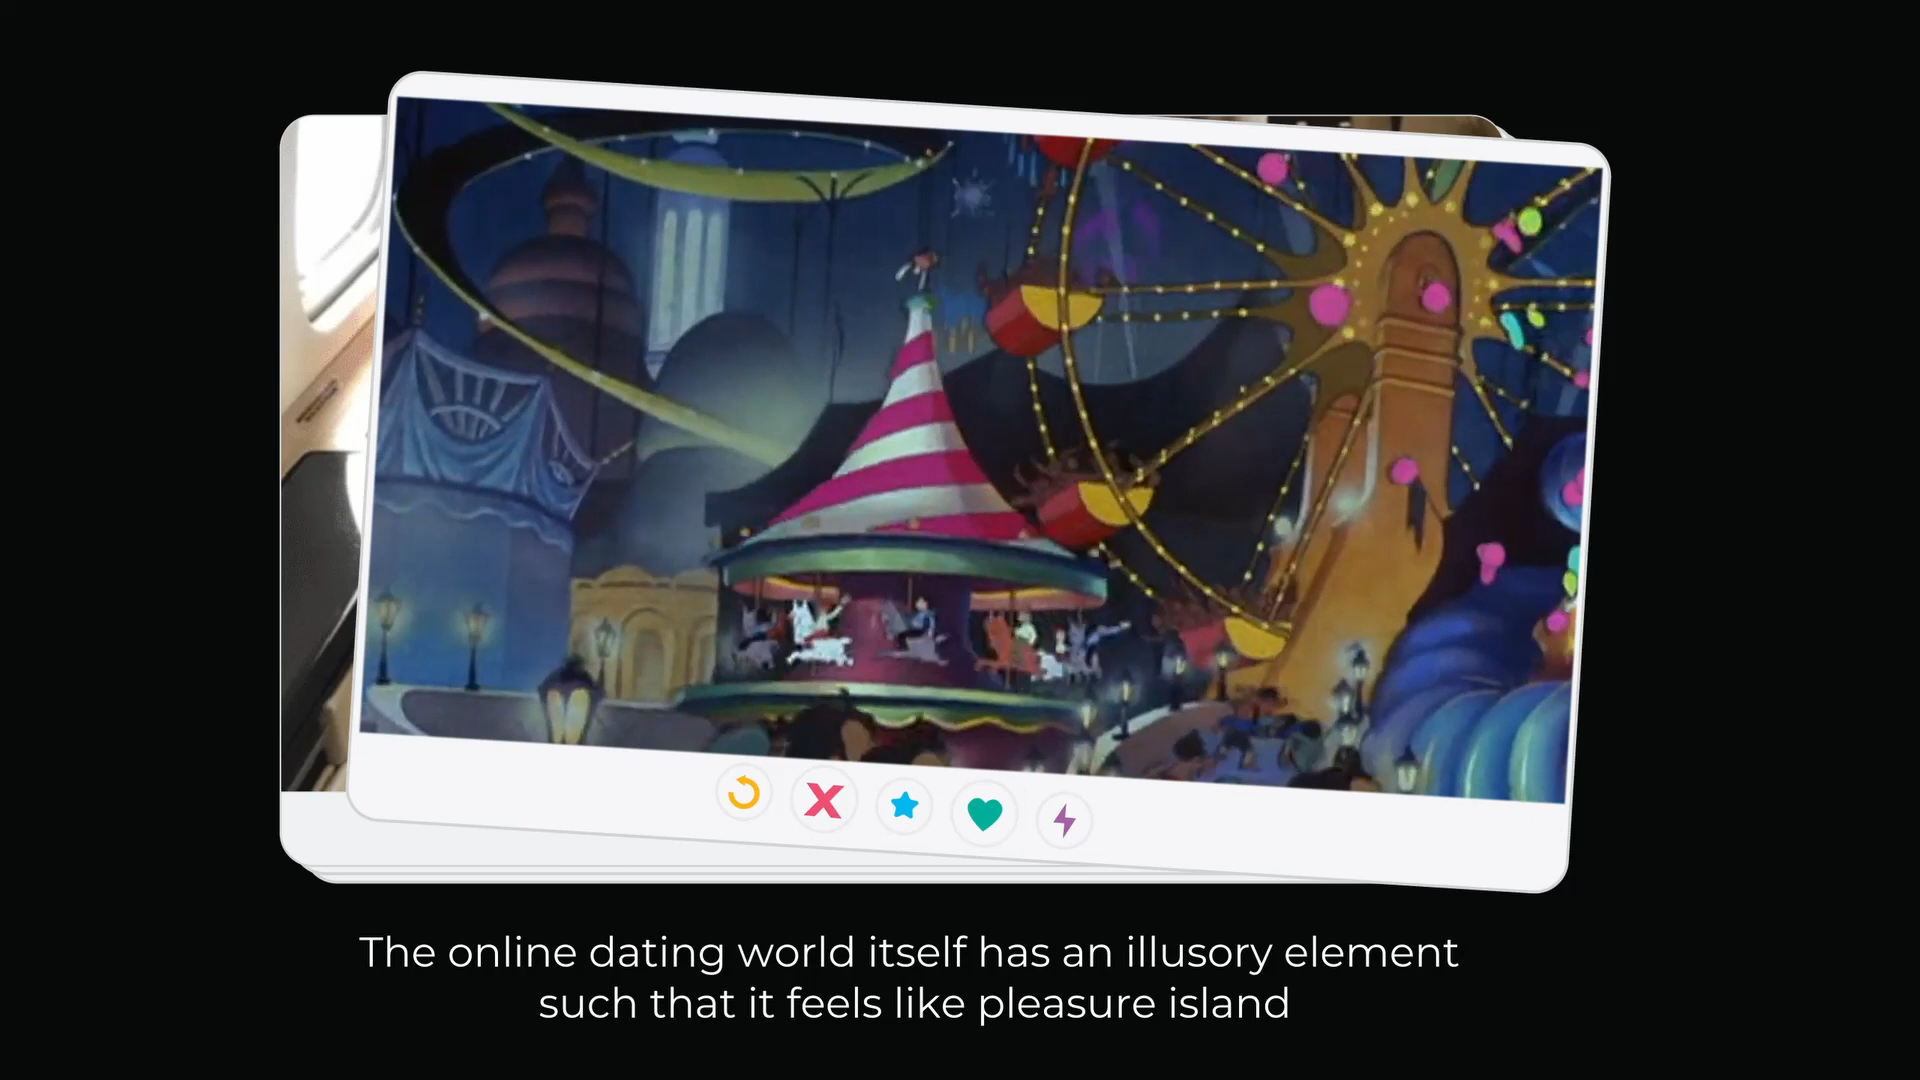 The online dating world itself has an illusory element
such that it feels like pleasure island